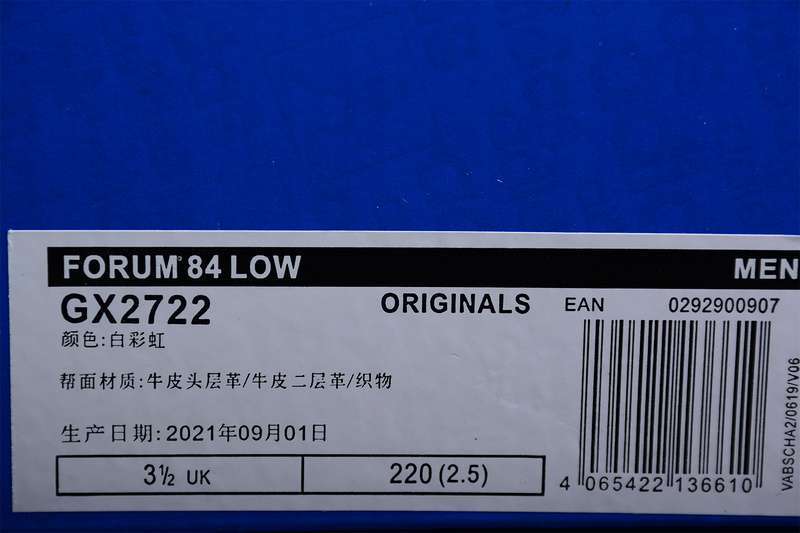 FORUM 84 LOW MEN
GX2722 ORIGINALS EAN 0292900907
颜色:白彩虹
帮面材质:牛皮头层革/牛皮二层革/织物
生产日期:2021年09月01日
3½ UK 220 (2.5)
4 065422 136610
VABSCHA2/0619/V06